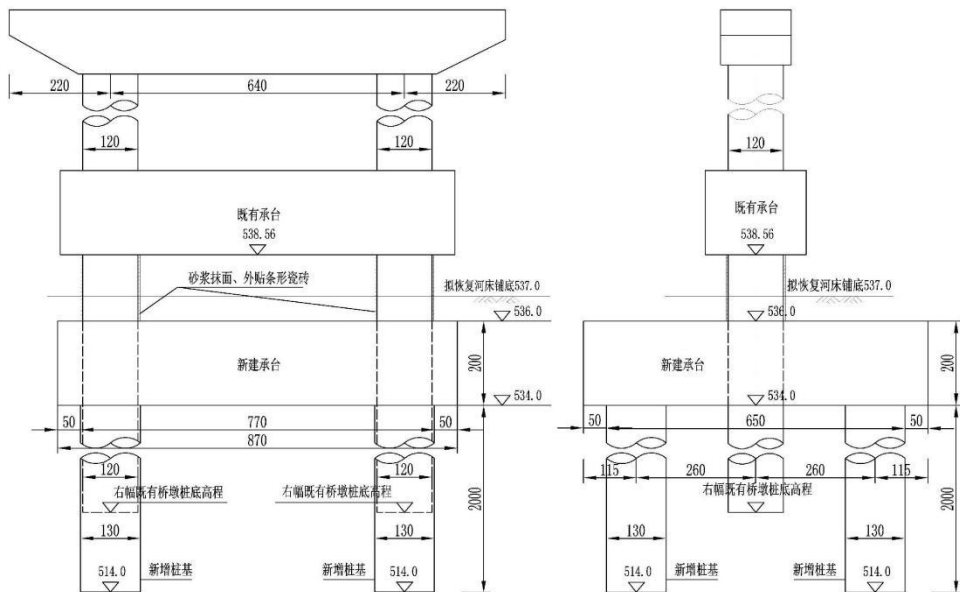 220
640
220
120
120
120
既有承台
538.56
既有承台
538.56
砂浆抹面、外贴条形瓷砖
拟恢复河床铺底537.0
拟恢复河床铺底537.0
536.0
536.0
新建承台
200
新建承台
200
534.0
534.0
50
770
50
870
50
650
50
120
120
115
260
260
115
右幅既有桥墩桩底高程
右幅既有桥墩桩底高程
右幅既有桥墩桩底高程
2000
2000
130
130
130
130
514.0
新增桩基
新增桩基
514.0
514.0
新增桩基
新增桩基
514.0